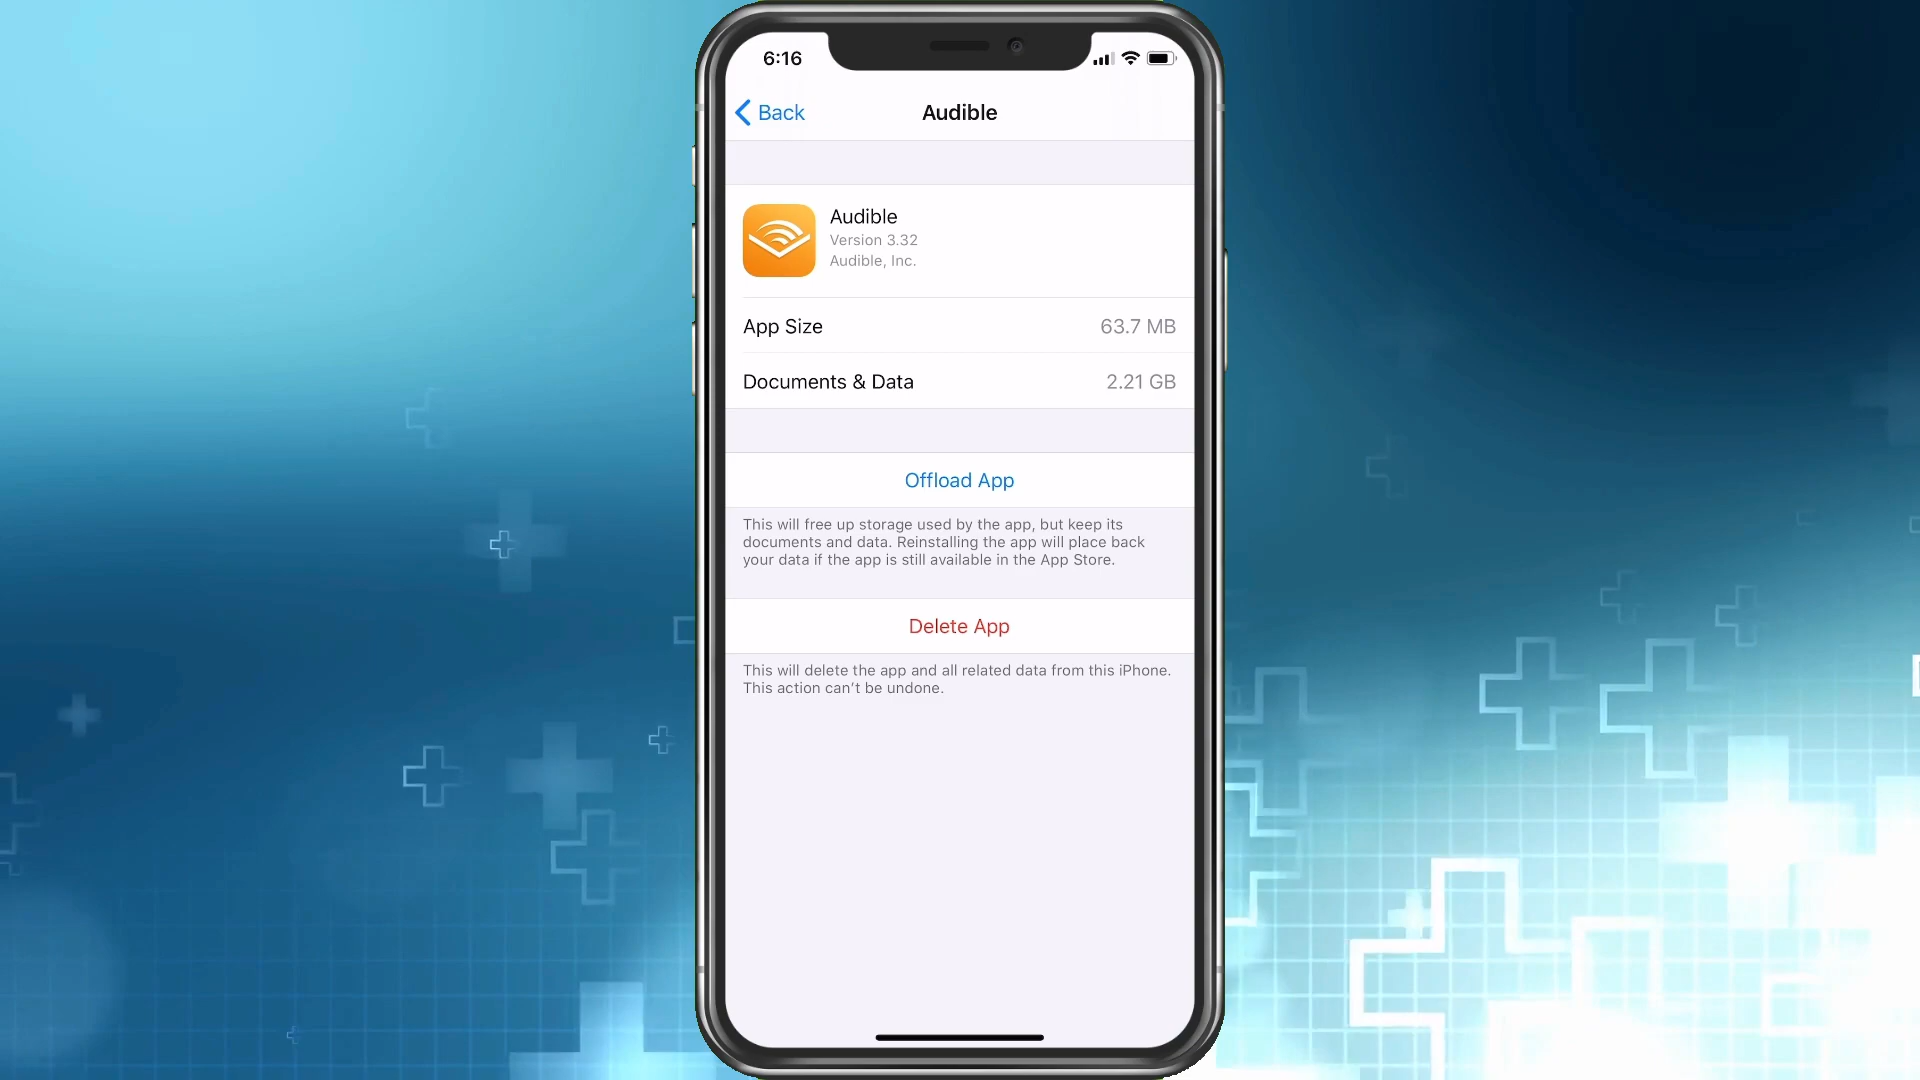 6:16
Back
Audible
Audible
Version 3.32
Audible, Inc.
App Size 63.7 MB
Documents & Data 2.21 GB
Offload App
This will free up storage used by the app, but keep its
documents and data. Reinstalling the app will place back
your data if the app is still available in the App Store.
Delete App
This will delete the app and all related data from this iPhone.
This action can't be undone.